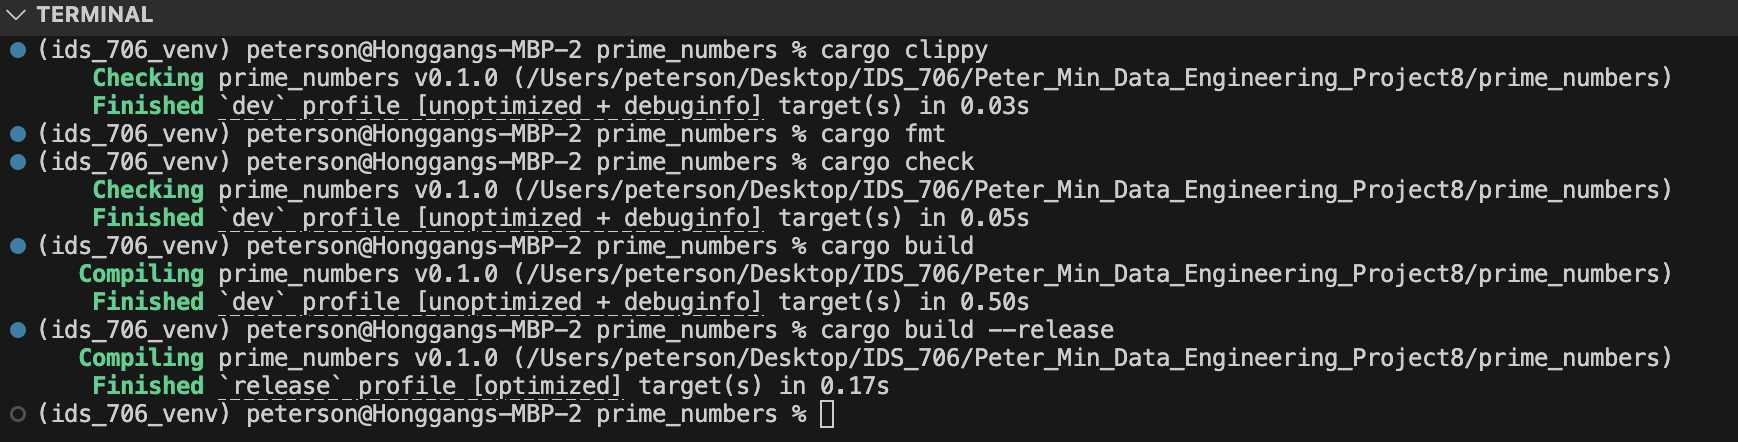 TERMINAL
(ids_706_venv) peterson@Honggangs-MBP-2 prime_numbers % cargo clippy
Checking prime_numbers v0.1.0 (/Users/peterson/Desktop/IDS_706/Peter_Min_Data_Engineering_Project8/prime_numbers)
Finished `dev` profile [unoptimized + debuginfo] target(s) in 0.03s
(ids_706_venv) peterson@Honggangs-MBP-2 prime_numbers % cargo fmt
(ids_706_venv) peterson@Honggangs-MBP-2 prime_numbers % cargo check
Checking prime_numbers v0.1.0 (/Users/peterson/Desktop/IDS_706/Peter_Min_Data_Engineering_Project8/prime_numbers)
Finished `dev` profile [unoptimized + debuginfo] target(s) in 0.05s
(ids_706_venv) peterson@Honggangs-MBP-2 prime_numbers % cargo build
Compiling prime_numbers v0.1.0 (/Users/peterson/Desktop/IDS_706/Peter_Min_Data_Engineering_Project8/prime_numbers)
Finished `dev` profile [unoptimized + debuginfo] target(s) in 0.50s
(ids_706_venv) peterson@Honggangs-MBP-2 prime_numbers % cargo build --release
Compiling prime_numbers v0.1.0 (/Users/peterson/Desktop/IDS_706/Peter_Min_Data_Engineering_Project8/prime_numbers)
Finished `release` profile [optimized] target(s) in 0.17s
(ids_706_venv) peterson@Honggangs-MBP-2 prime_numbers %